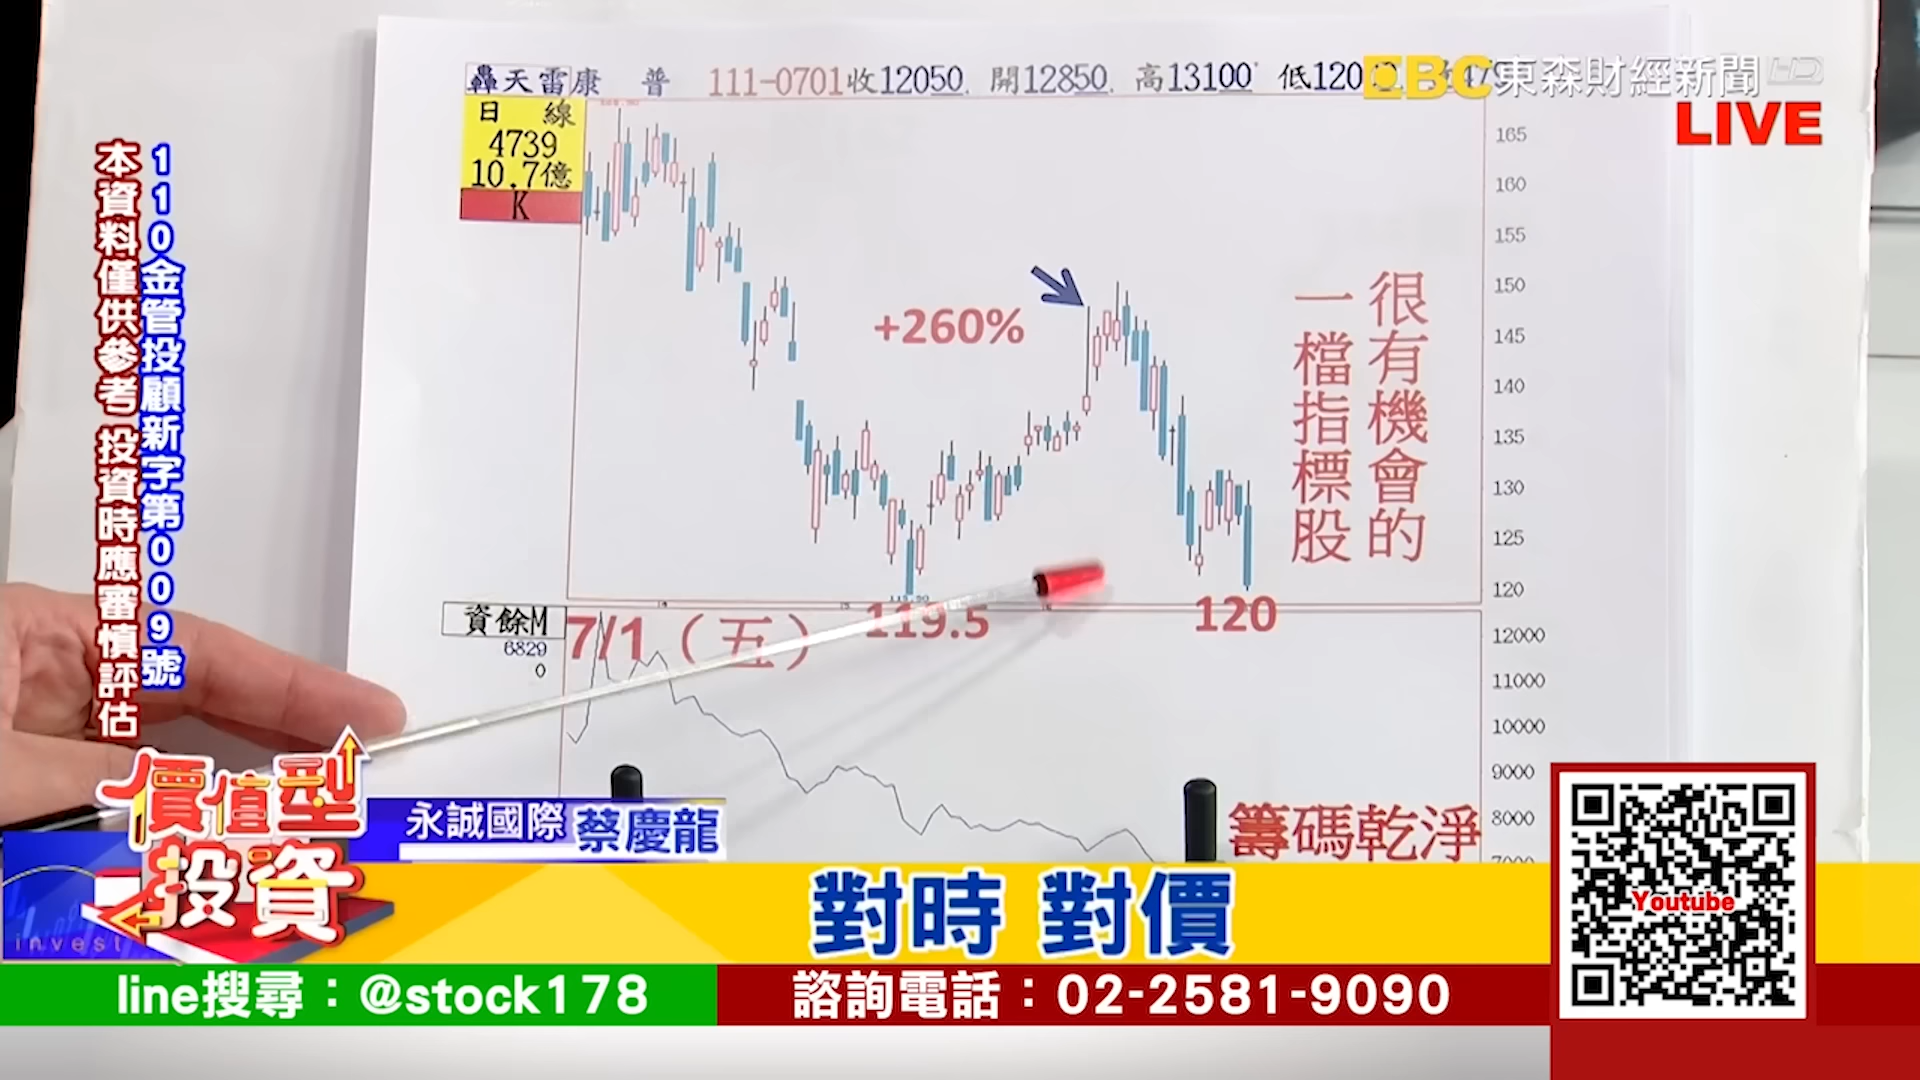 轟天雷康 普 111-0701收12050 開12850 高13100 低120
EBC東森財經新聞HD
LIVE
日 線
4739
10.7億
K
165
160
155
150
145
140
135
130
125
120
+260%
很有機會的
一檔指標股
119.5
120
7/1（五）
資餘M
6829
0
12000
11000
10000
9000
8000
7000
籌碼乾淨
110金管投顧新字第009號
本資料僅供參考 投資時應審慎評估
價值型
投資
invest
永誠國際 蔡慶龍
對時 對價
Youtube
line搜尋：@stock178
諮詢電話：02-2581-9090